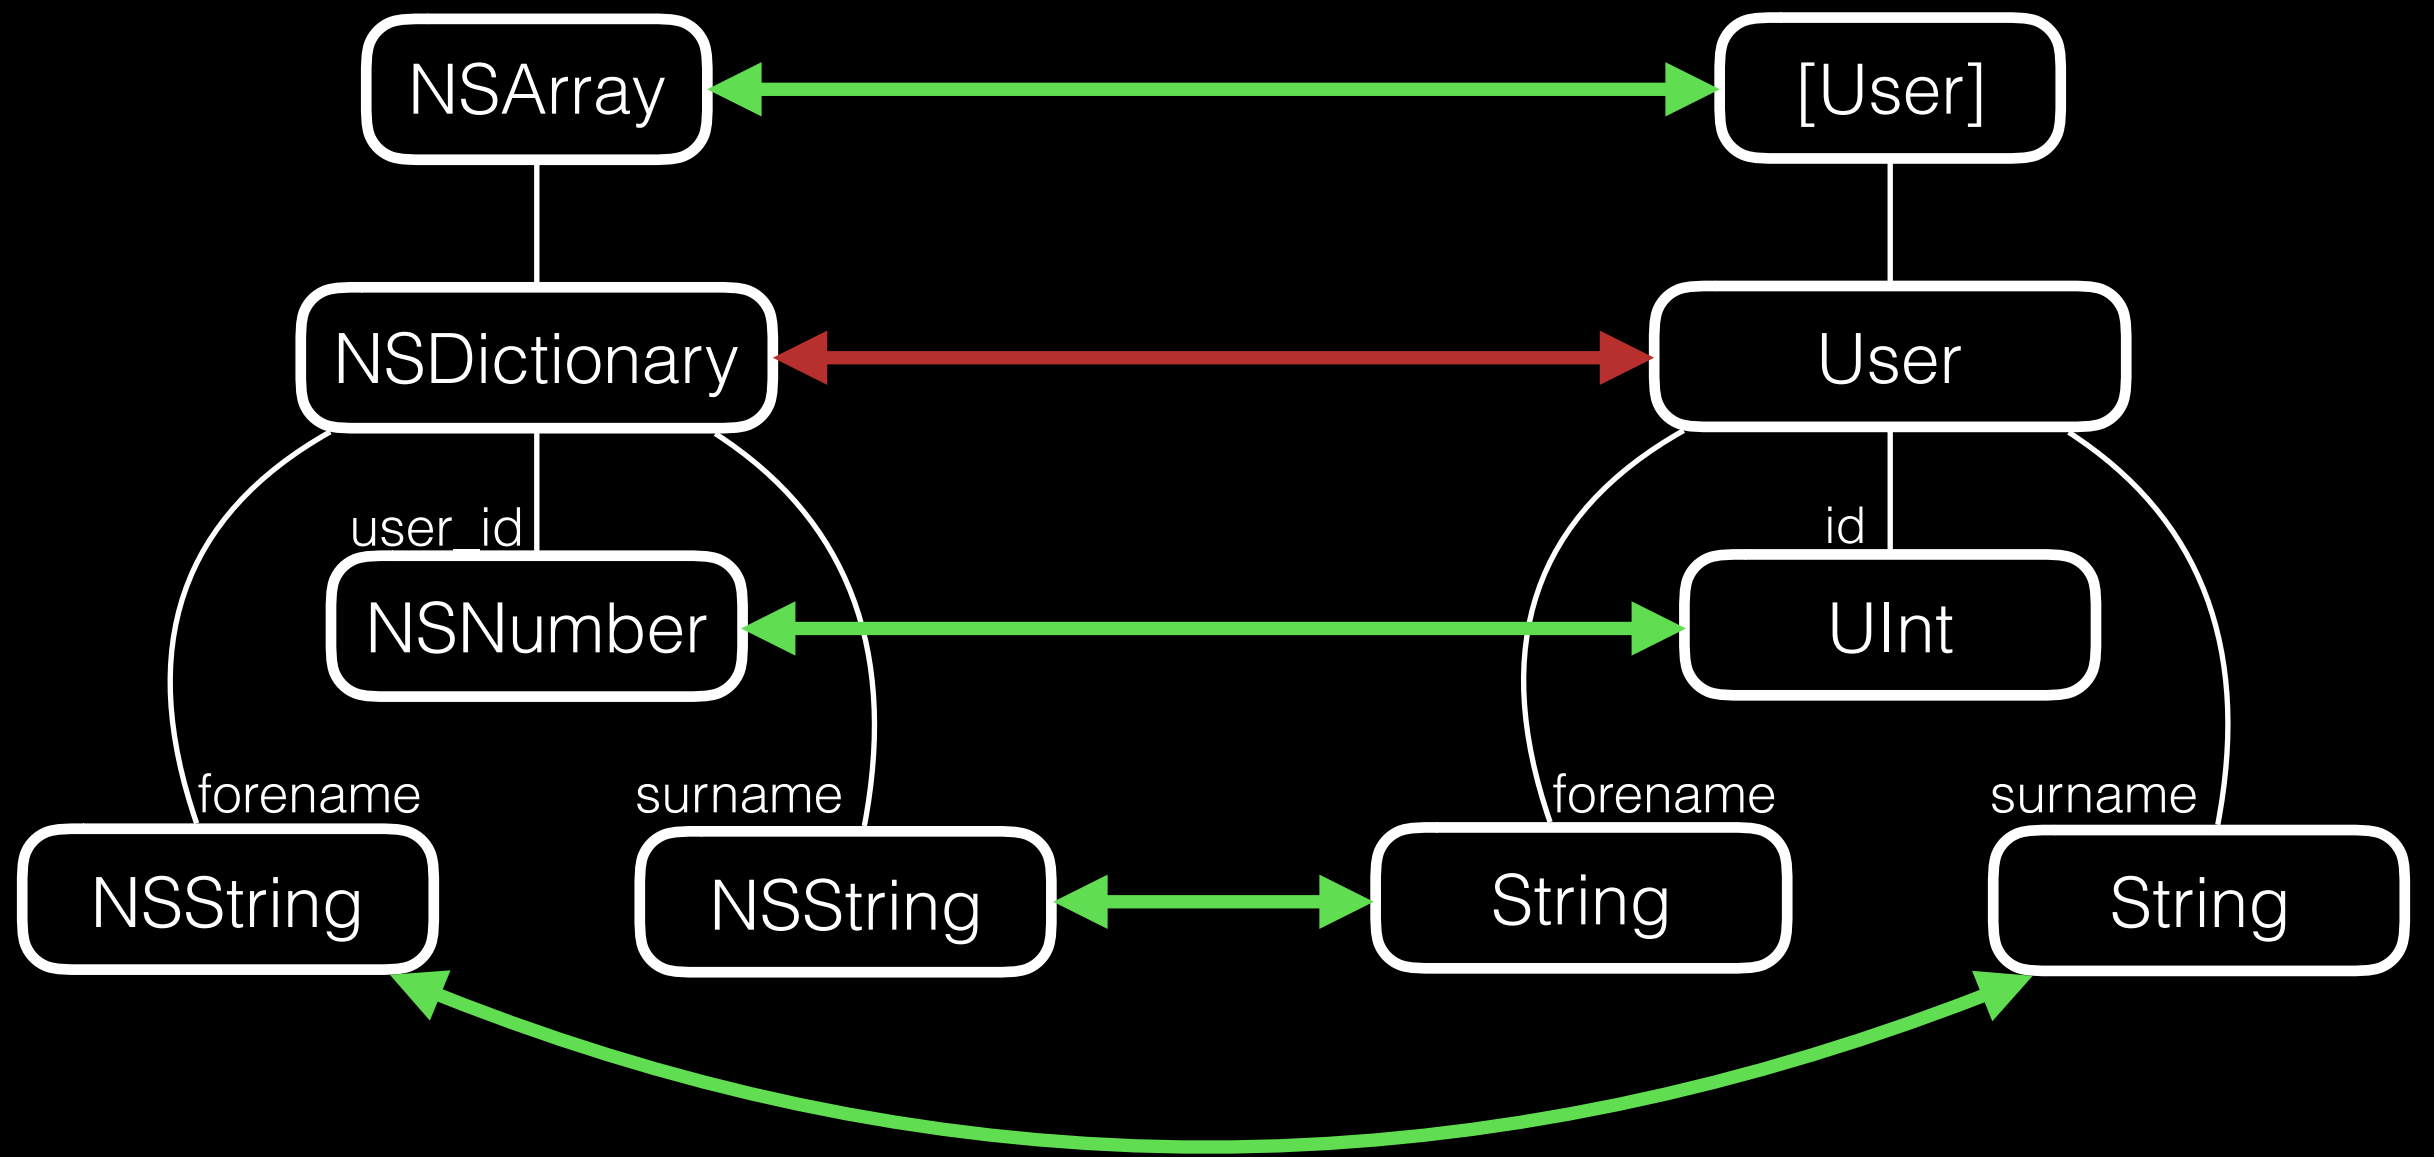 NSArray
[User]
NSDictionary
User
user_id
id
NSNumber
UInt
forename
surname
forename
surname
NSString
NSString
String
String